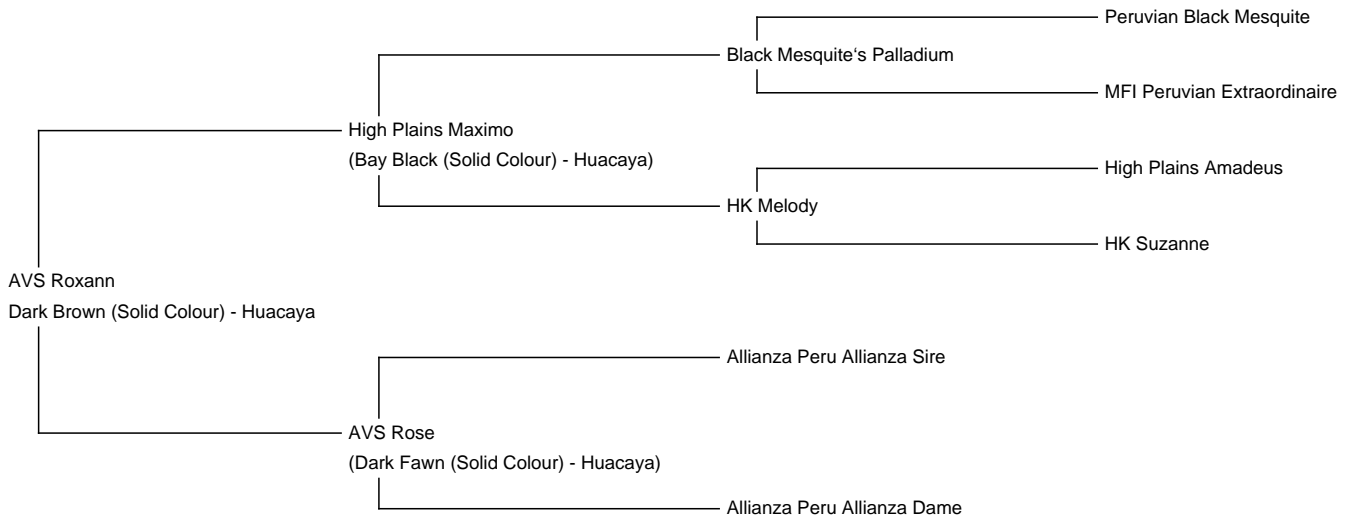 Peruvian Black Mesquite
Black Mesquite‘s Palladium
MFI Peruvian Extraordinaire
High Plains Maximo
(Bay Black (Solid Colour) - Huacaya)
High Plains Amadeus
HK Melody
HK Suzanne
AVS Roxann
Dark Brown (Solid Colour) - Huacaya
Allianza Peru Allianza Sire
AVS Rose
(Dark Fawn (Solid Colour) - Huacaya)
Allianza Peru Allianza Dame